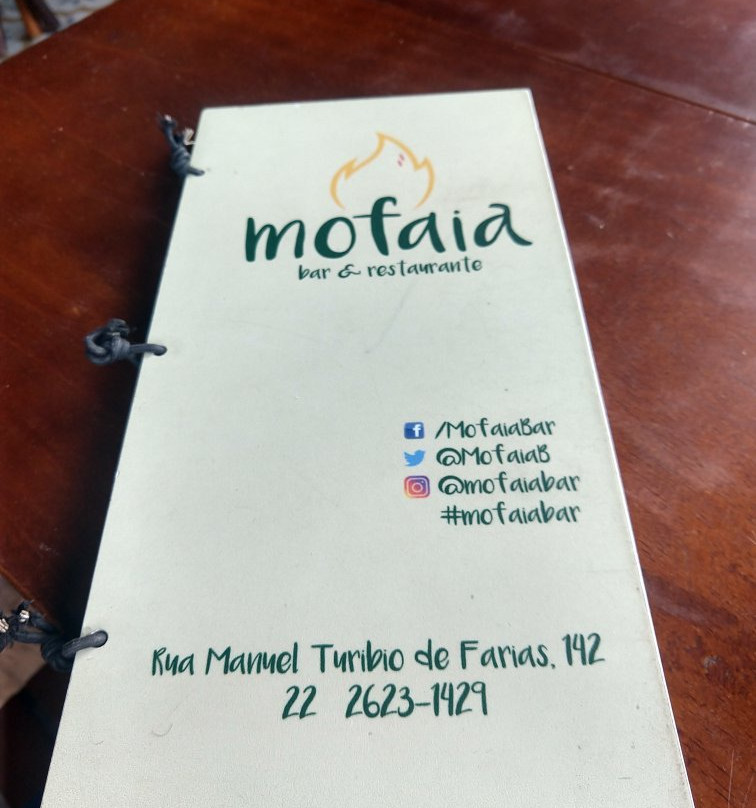 mofaia
bar & restaurante
/MofaiaBar
@MofaiaB
@mofaiabar
#mofaiabar
Rua Manuel Turibio de Farias, 142
22 2623-1429